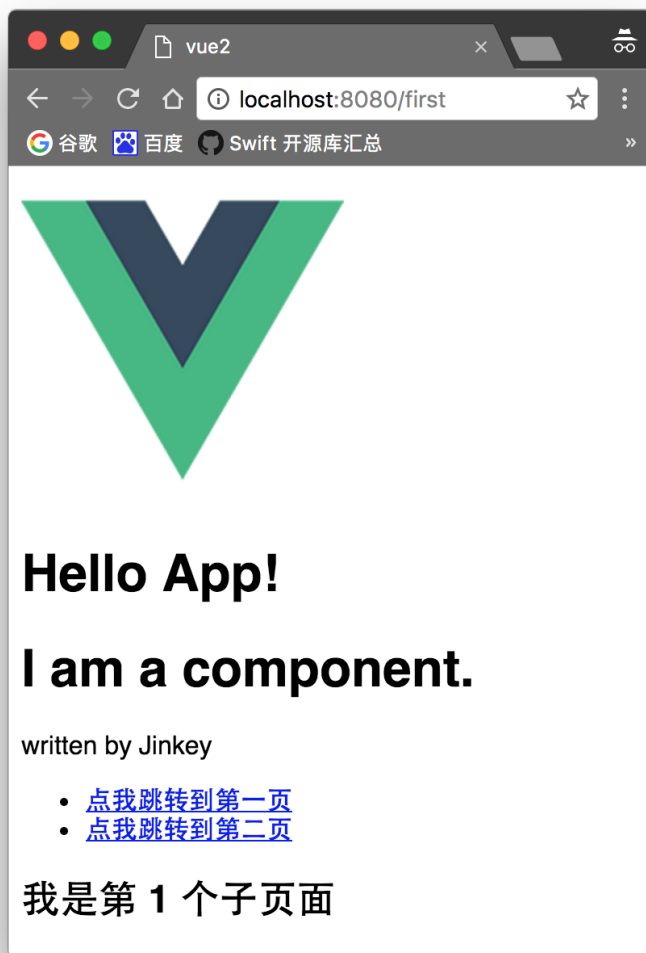 vue2
localhost:8080/first
谷歌 百度 Swift 开源库汇总
Hello App!
I am a component.
written by Jinkey
点我跳转到第一页
点我跳转到第二页
我是第 1 个子页面